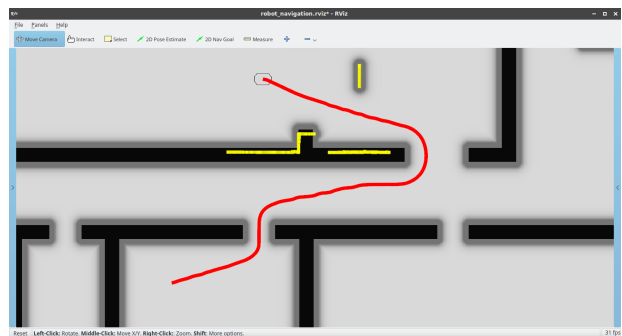 robot_navigation.rviz* - RViz
File Panels Help
Move Camera Interact Select 2D Pose Estimate 2D Nav Goal Measure
Reset Left-Click: Rotate. Middle-Click: Move X/Y. Right-Click: Zoom. Shift: More options. 31 fps